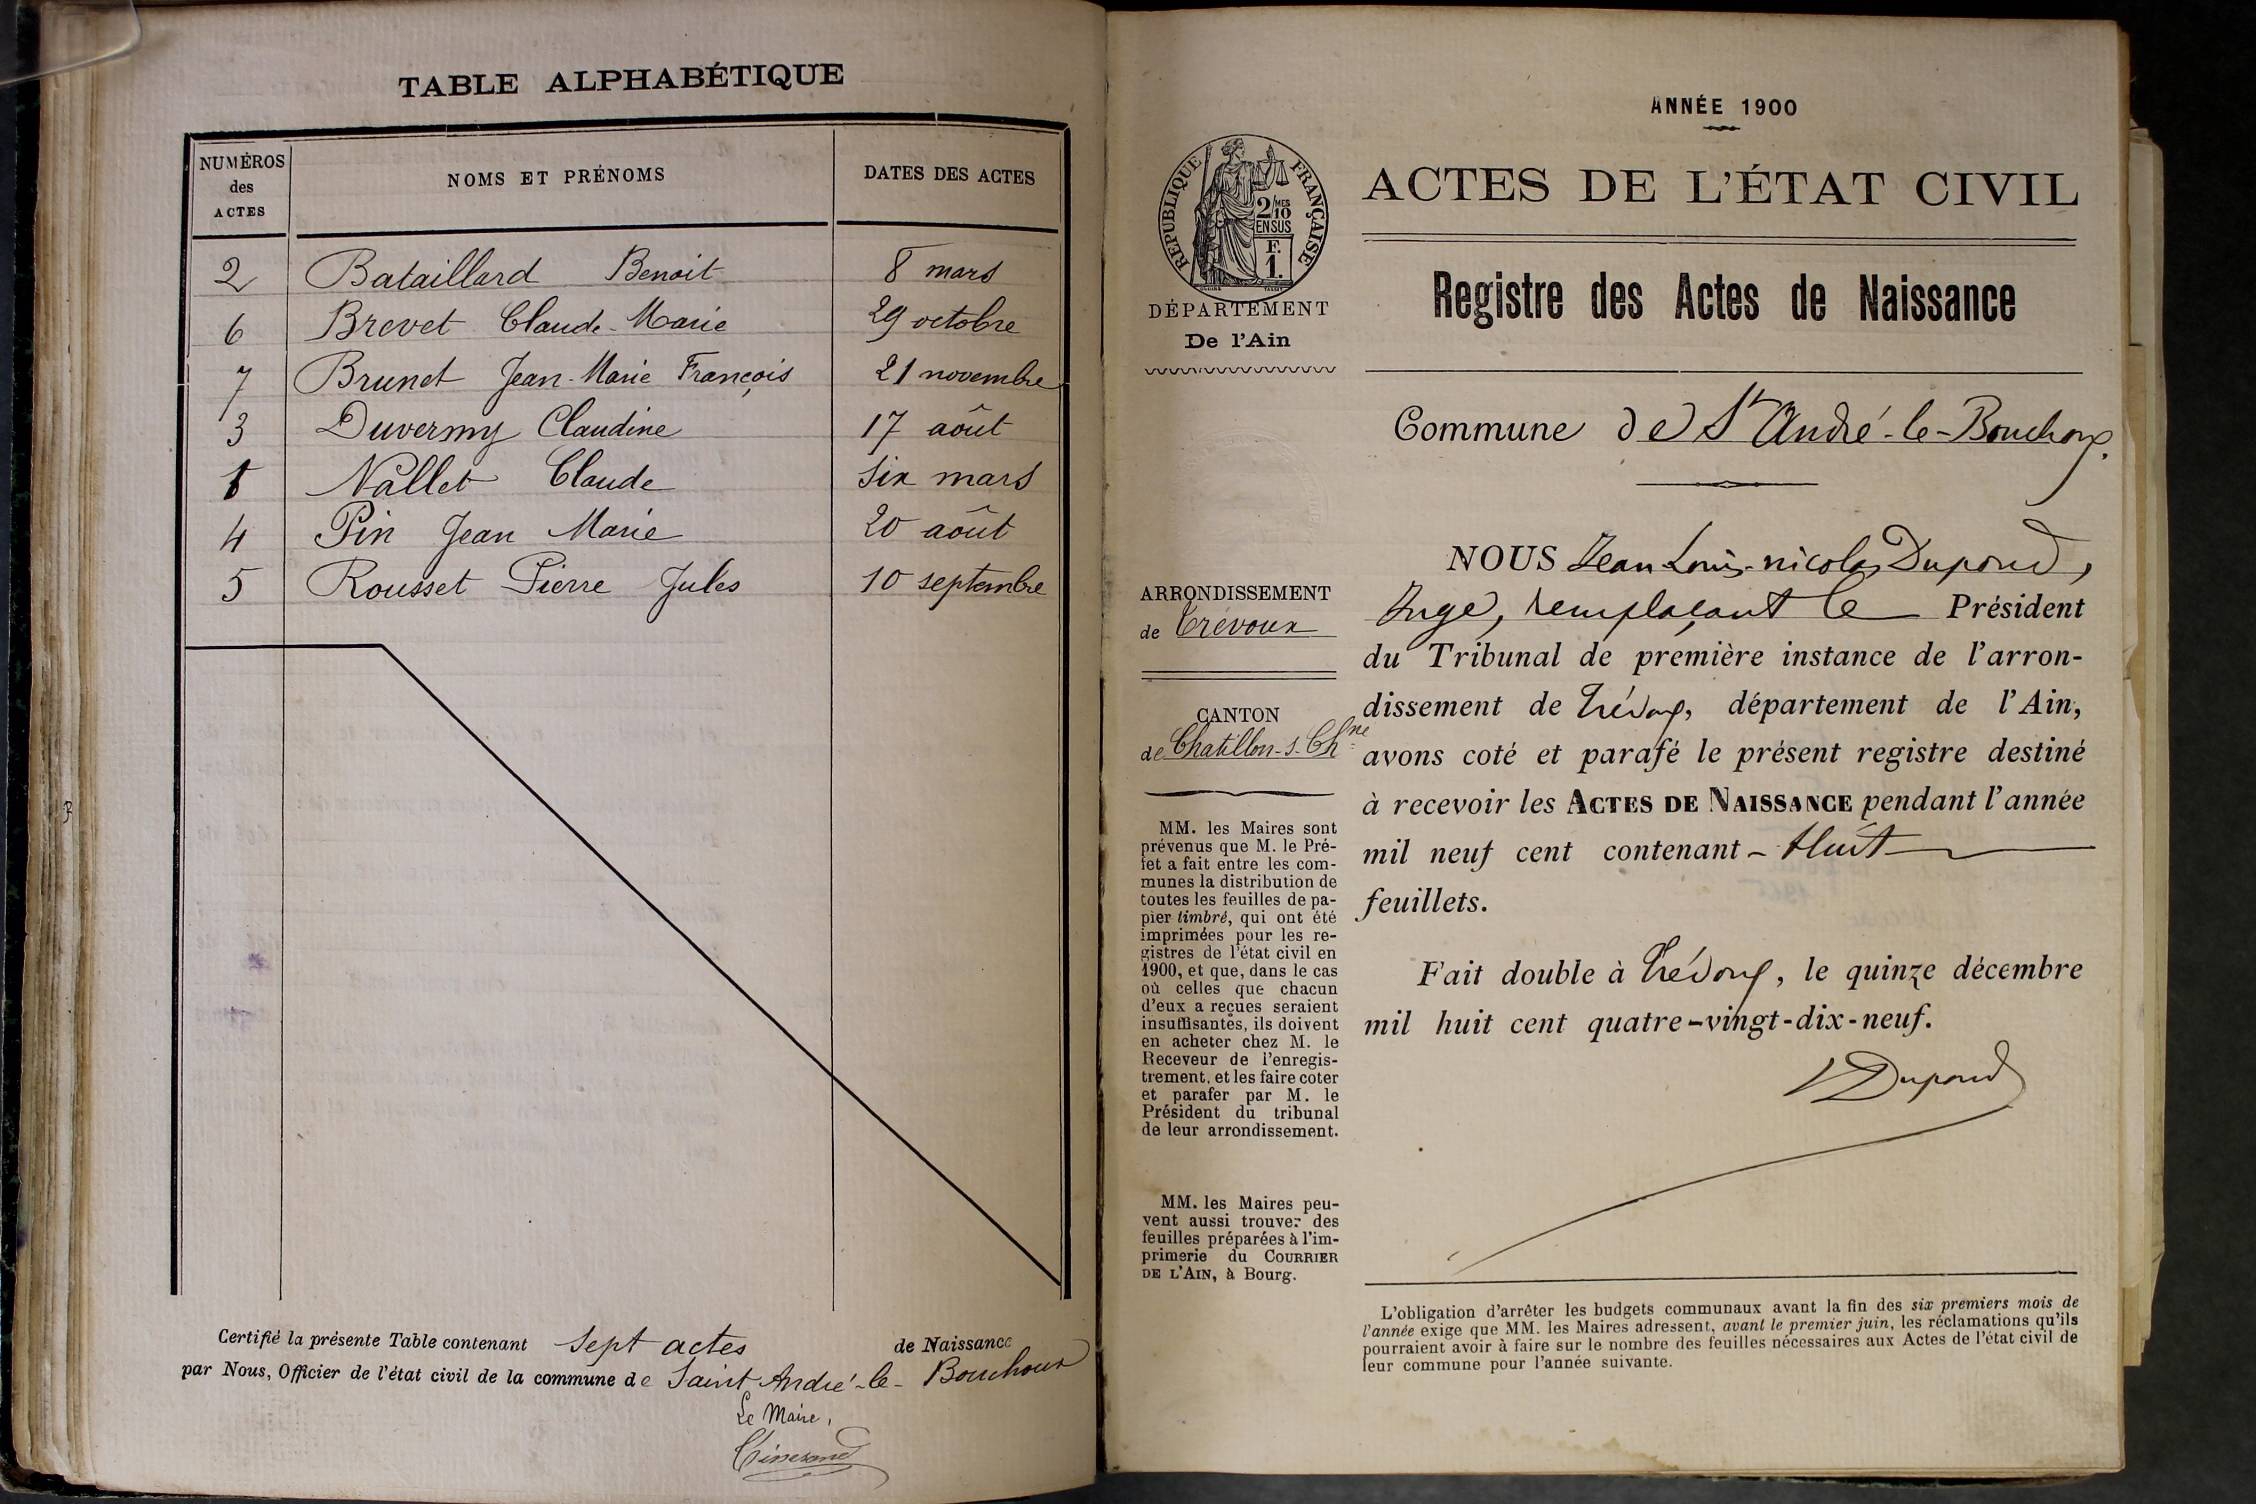 TABLE ALPHABÉTIQUE
NUMÉROS des ACTES
NOMS ET PRÉNOMS
DATES DES ACTES
2 Bataillard Benoit 8 mars
6 Brevet Claude-Marie 29 octobre
7 Brunet Jean-Marie François 21 novembre
3 Duvermy Claudine 17 août
1 Nallet Claude six mars
4 Pin Jean Marie 20 août
5 Rousset Pierre Jules 10 septembre
Certifié la présente Table contenant sept actes de Naissance
par Nous, Officier de l'état civil de la commune de Saint André-le-Bouchoux
Le Maire,
ANNÉE 1900
RÉPUBLIQUE FRANÇAISE
2/10 MES
EN SUS
F.
1.
DÉPARTEMENT
De l'Ain
ACTES DE L'ÉTAT CIVIL
Registre des Actes de Naissance
Commune de St André-le-Bouchoux.
ARRONDISSEMENT
de Trévoux
CANTON
de Chatillon-s-Chne
MM. les Maires sont
prévenus que M. le Pré-
fet a fait entre les com-
munes la distribution de
toutes les feuilles de pa-
pier timbré, qui ont été
imprimées pour les re-
gistres de l'état civil en
1900, et que, dans le cas
où celles que chacun
d'eux a reçues seraient
insuffisantes, ils doivent
en acheter chez M. le
Receveur de l'enregis-
trement, et les faire coter
et parafer par M. le
Président du tribunal
de leur arrondissement.
MM. les Maires peu-
vent aussi trouver des
feuilles préparées à l'im-
primerie du COURRIER
DE L'AIN, à Bourg.
NOUS Jean Louis-nicolas Dupond,
Juge, remplaçant le Président
du Tribunal de première instance de l'arron-
dissement de Trévoux, département de l'Ain,
avons coté et parafé le présent registre destiné
à recevoir les ACTES DE NAISSANCE pendant l'année
mil neuf cent contenant - Huit
feuillets.
Fait double à Trévoux, le quinze décembre
mil huit cent quatre-vingt-dix-neuf.
Dupond
L'obligation d'arrêter les budgets communaux avant la fin des six premiers mois de
l'année exige que MM. les Maires adressent, avant le premier juin, les réclamations qu'ils
pourraient avoir à faire sur le nombre des feuilles nécessaires aux Actes de l'état civil de
leur commune pour l'année suivante.